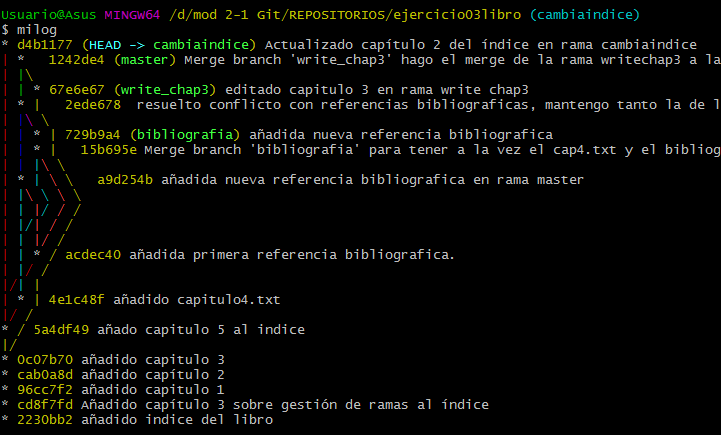 Usuario@Asus MINGW64 /d/mod 2-1 Git/REPOSITORIOS/ejercicio03libro (cambiaindice)
$ milog
* d4b1177 (HEAD -> cambiaindice) Actualizado capítulo 2 del índice en rama cambiaindice
| *   1242de4 (master) Merge branch 'write_chap3' hago el merge de la rama writechap3 a la
| |\
| | * 67e6e67 (write_chap3) editado capitulo 3 en rama write chap3
| * |   2ede678  resuelto conflicto con referencias bibliograficas, mantengo tanto la de l
| |\ \
| | * | 729b9a4 (bibliografia) añadida nueva referencia bibliografica
| | * |   15b695e Merge branch 'bibliografia' para tener a la vez el cap4.txt y el bibliog
| | |\ \
| * | \ \   a9d254b añadida nueva referencia bibliografica en rama master
| |\ \ \ \
| | |/ / /
| |/| / /
| | |/ /
| | * / acdec40 añadida primera referencia bibliografica.
| |/ /
|/| |
| * | 4e1c48f añadido capitulo4.txt
|/ /
* / 5a4df49 añado capitulo 5 al indice
|/
* 0c07b70 añadido capitulo 3
* cab0a8d añadido capitulo 2
* 96cc7f2 añadido capitulo 1
* cd8f7fd Añadido capítulo 3 sobre gestión de ramas al índice
* 2230bb2 añadido indice del libro